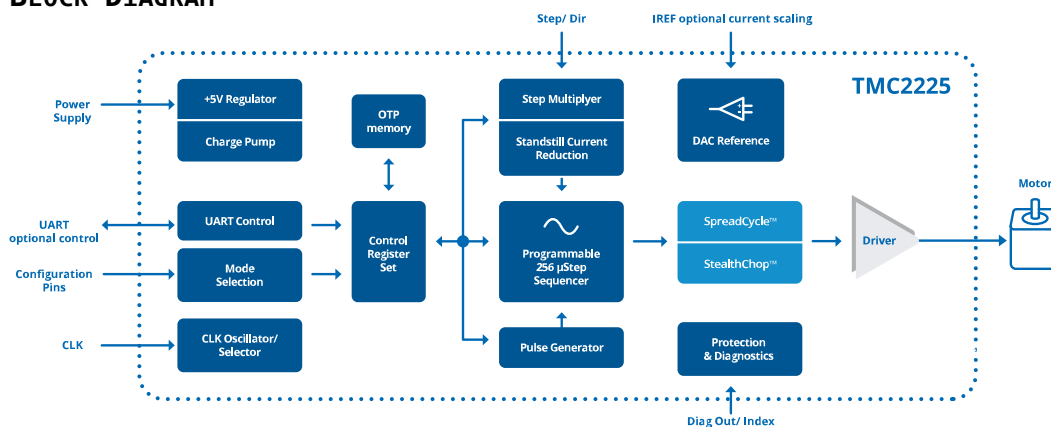 BLOCK DIAGRAM
Step/ Dir
IREF optional current scaling
TMC2225
Power
Supply
+5V Regulator
Charge Pump
OTP
memory
Step Multiplyer
Standstill Current
Reduction
DAC Reference
Motor
UART
optional control
UART Control
Configuration
Pins
Mode
Selection
Control
Register
Set
Programmable
256 µStep
Sequencer
SpreadCycle™
StealthChop™
Driver
CLK
CLK Oscillator/
Selector
Pulse Generator
Protection
& Diagnostics
Diag Out/ Index